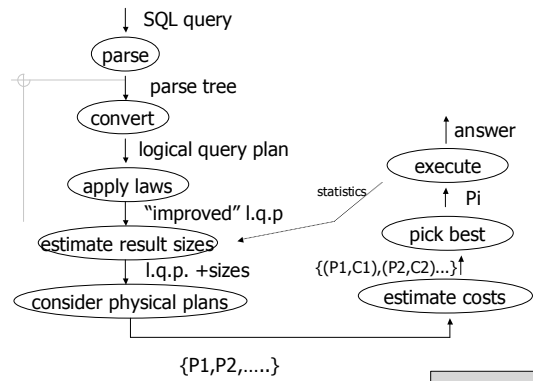 SQL query
parse
parse tree
convert
logical query plan
apply laws
“improved” l.q.p
estimate result sizes
l.q.p. +sizes
consider physical plans
{P1,P2,.....}
estimate costs
{(P1,C1),(P2,C2)...}
pick best
Pi
execute
answer
statistics